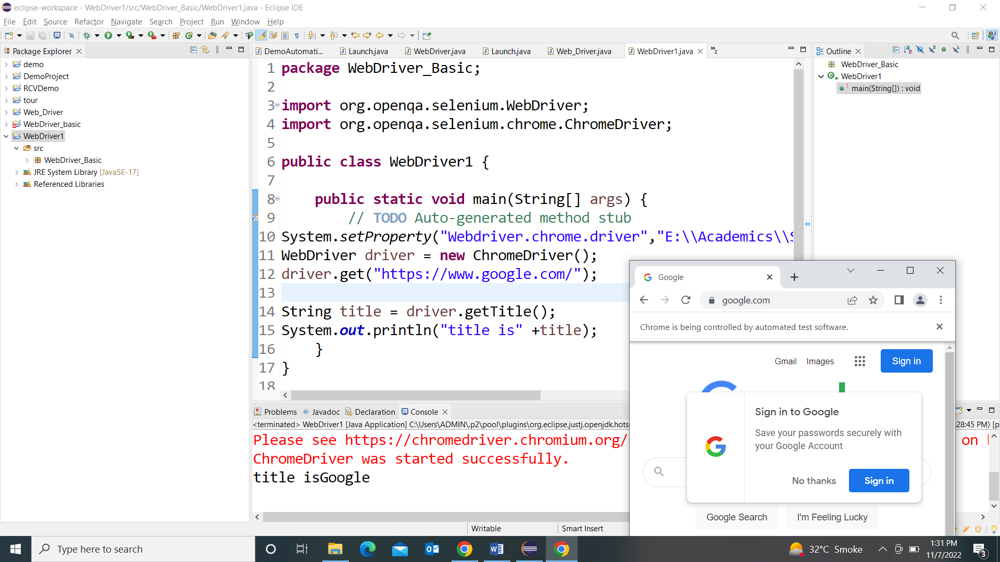 eclipse-workspace - WebDriver1/src/WebDriver_Basic/WebDriver1.java - Eclipse IDE
File Edit Source Refactor Navigate Search Project Run Window Help
Package Explorer
demo
DemoProject
RCVDemo
tour
Web_Driver
WebDriver_basic
WebDriver1
src
WebDriver_Basic
JRE System Library [JavaSE-17]
Referenced Libraries
DemoAutomati... Launch.java WebDriver.java Launch.java Web_Driver.java WebDriver1.java »2
1 package WebDriver_Basic;
2
3 import org.openqa.selenium.WebDriver;
4 import org.openqa.selenium.chrome.ChromeDriver;
5
6 public class WebDriver1 {
7
8 public static void main(String[] args) {
9 // TODO Auto-generated method stub
10 System.setProperty("Webdriver.chrome.driver","E:\\Academics\\S
11 WebDriver driver = new ChromeDriver();
12 driver.get("https://www.google.com/");
13
14 String title = driver.getTitle();
15 System.out.println("title is" +title);
16 }
17 }
18
Outline
WebDriver_Basic
WebDriver1
main(String[]) : void
Problems @ Javadoc Declaration Console
<terminated> WebDriver1 [Java Application] C:\Users\ADMIN\.p2\pool\plugins\org.eclipse.justj.openjdk.hots :28:45 PM) [p
Please see https://chromedriver.chromium.org/ on
ChromeDriver was started successfully.
title isGoogle
Writable Smart Insert
Google
google.com
Chrome is being controlled by automated test software.
Gmail Images Sign in
Sign in to Google
Save your passwords securely with
your Google Account
No thanks Sign in
Google Search I'm Feeling Lucky
Type here to search
32°C Smoke
1:31 PM
11/7/2022
3